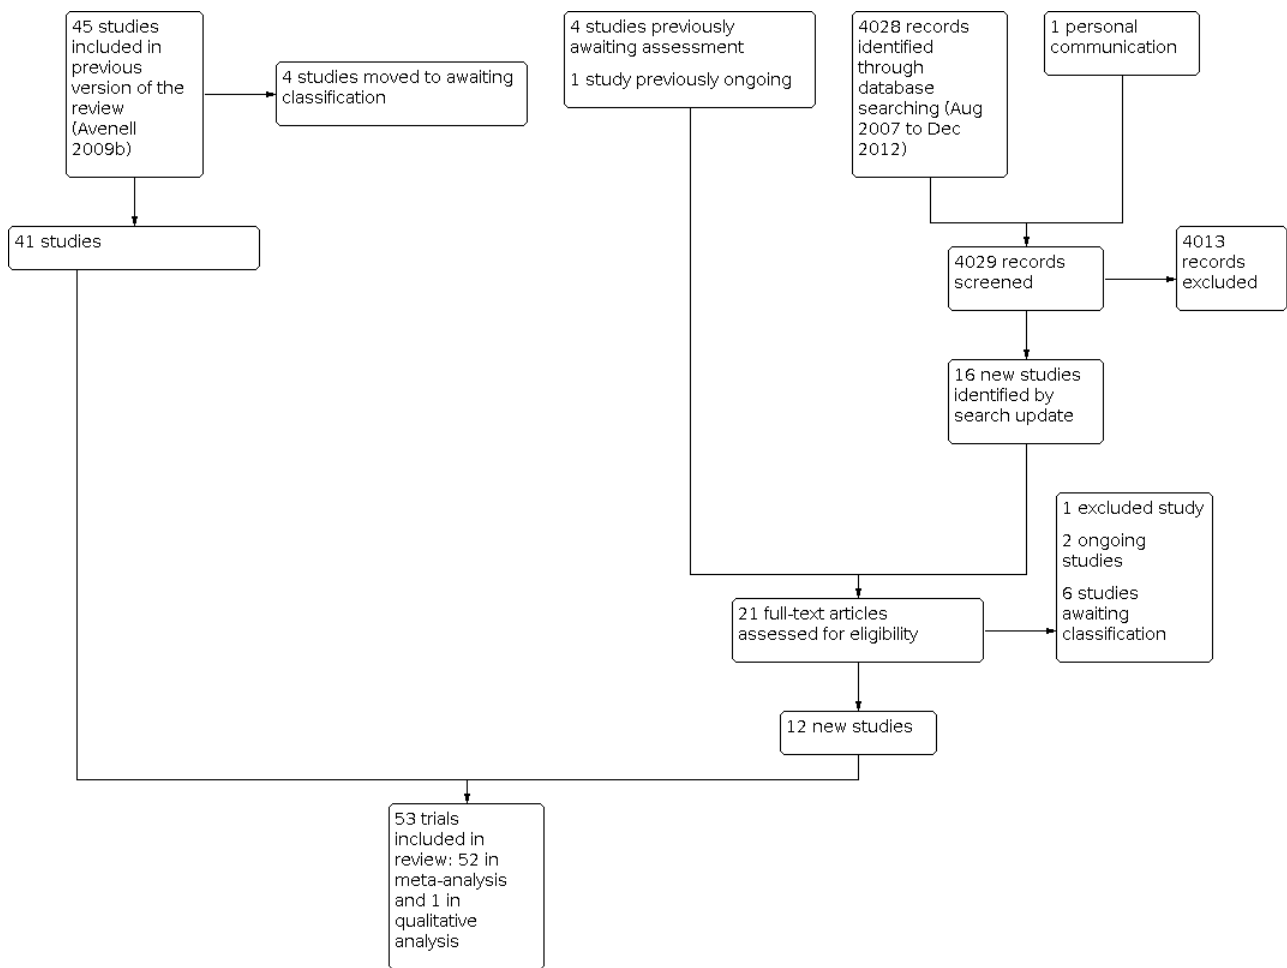 45 studies
included in
previous
version of the
review
(Avenell
2009b)
4 studies moved to awaiting
classification
4 studies previously
awaiting assessment
1 study previously ongoing
4028 records
identified
through
database
searching (Aug
2007 to Dec
2012)
1 personal
communication
41 studies
4029 records
screened
4013
records
excluded
16 new studies
identified by
search update
1 excluded study
2 ongoing
studies
6 studies
awaiting
classification
21 full-text articles
assessed for eligibility
12 new studies
53 trials
included in
review: 52 in
meta-analysis
and 1 in
qualitative
analysis